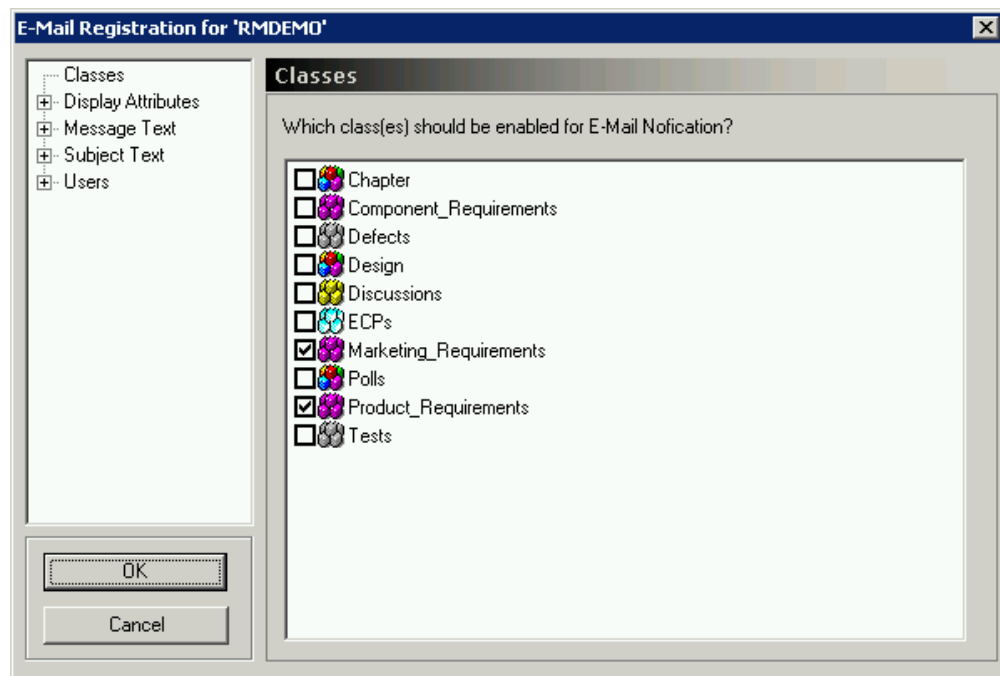 E-Mail Registration for 'RMDEMO'
Classes
Display Attributes
Message Text
Subject Text
Users
OK
Cancel
Classes
Which class(es) should be enabled for E-Mail Nofication?
Chapter
Component_Requirements
Defects
Design
Discussions
ECPs
Marketing_Requirements
Polls
Product_Requirements
Tests